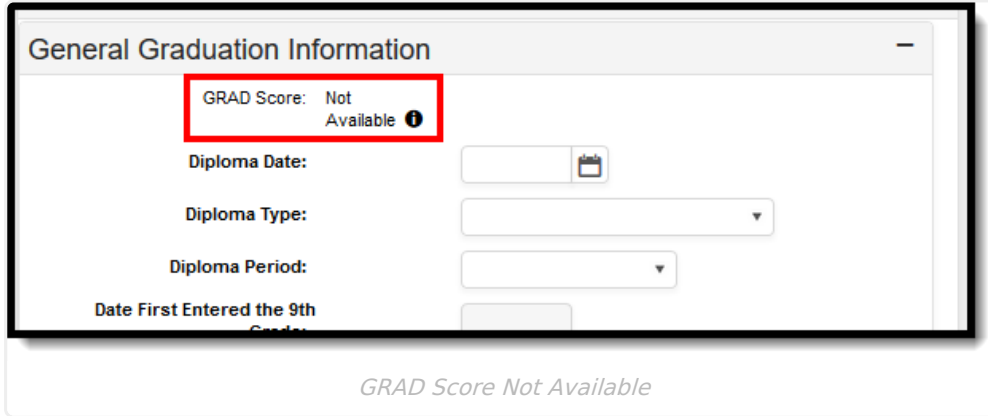 General Graduation Information
GRAD Score: Not
Available
Diploma Date:
Diploma Type:
Diploma Period:
Date First Entered the 9th
Grade:
GRAD Score Not Available